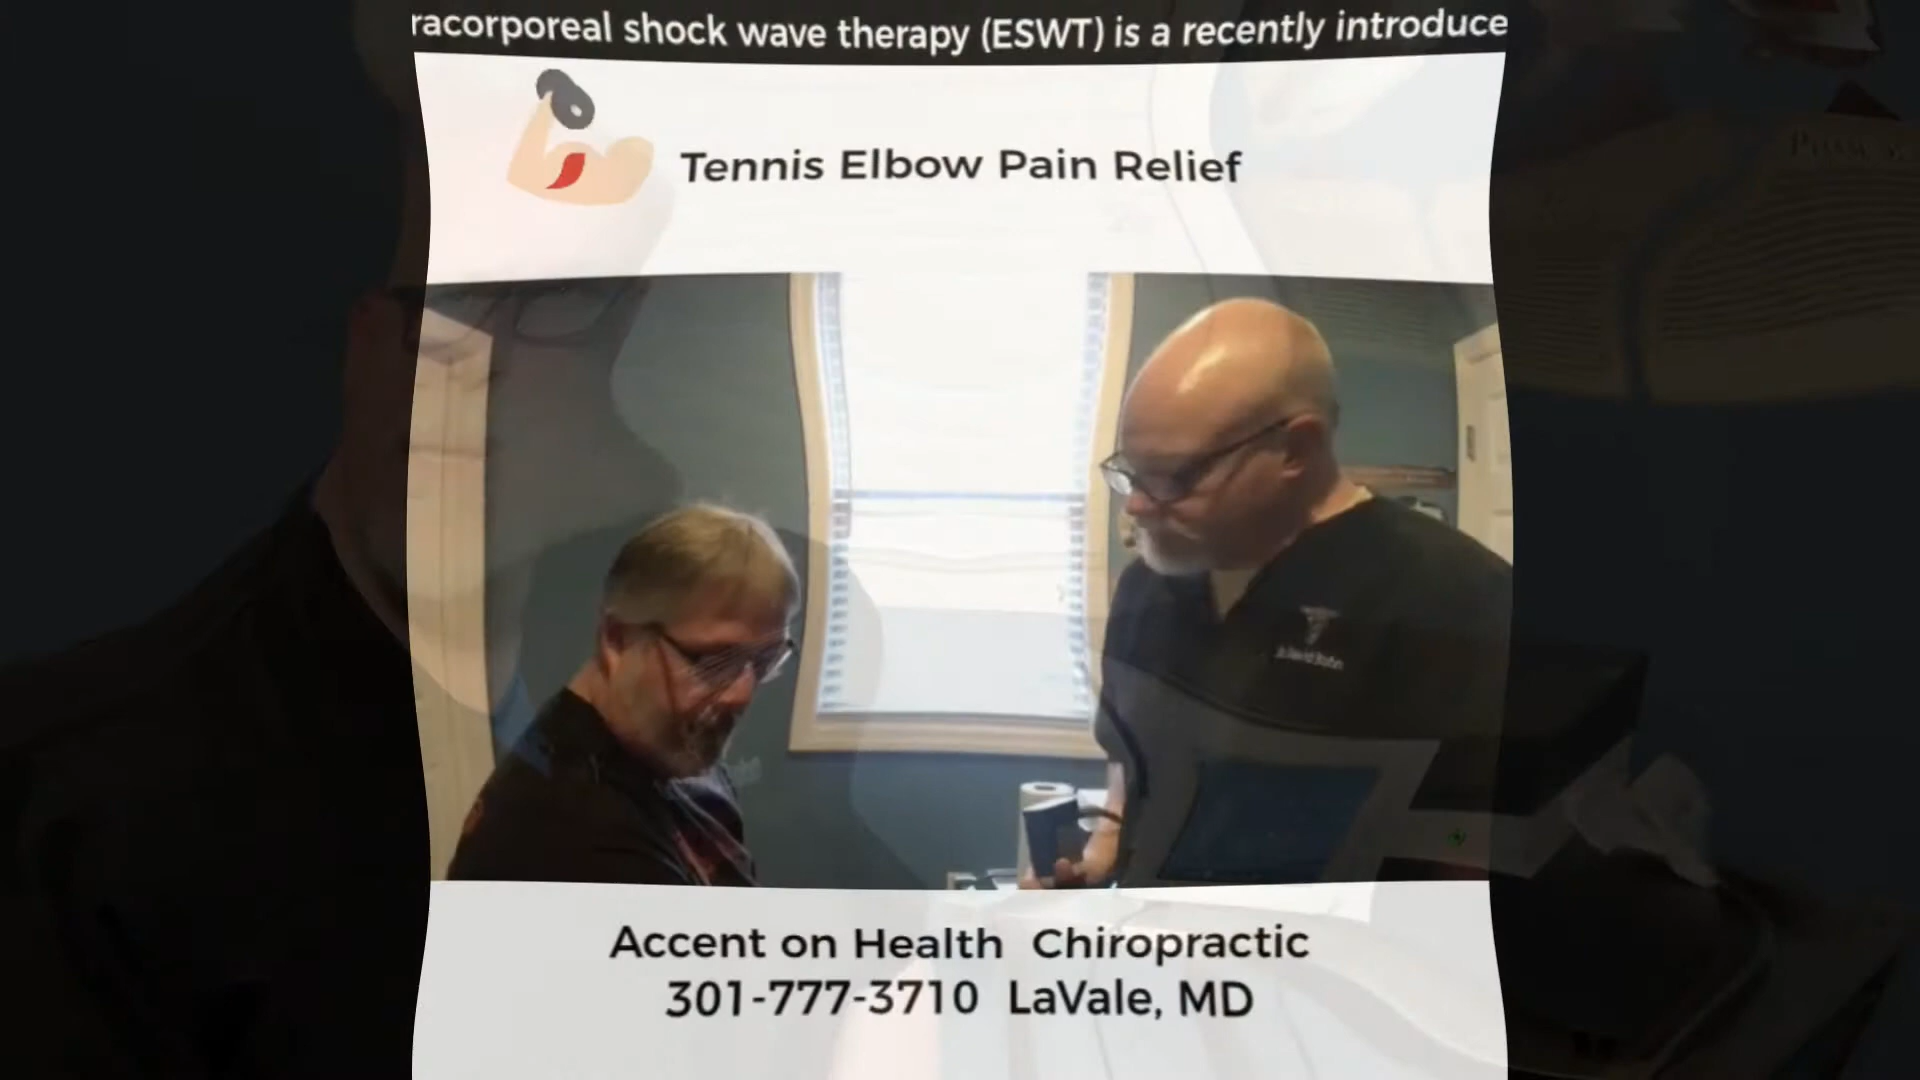 racorporeal shock wave therapy (ESWT) is a recently introduce
Tennis Elbow Pain Relief
Accent on Health Chiropractic
301-777-3710 LaVale, MD